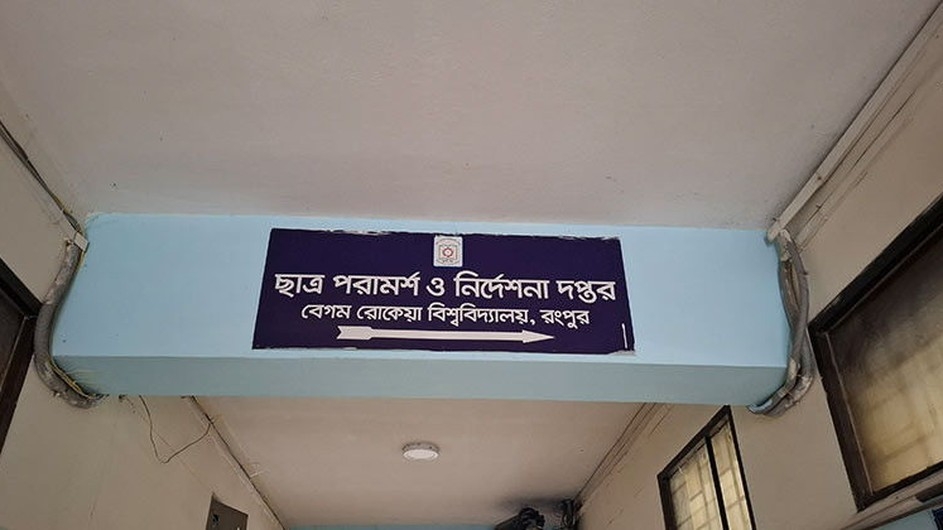 ছাত্র পরামর্শ ও নির্দেশনা দপ্তর
বেগম রোকেয়া বিশ্ববিদ্যালয়, রংপুর